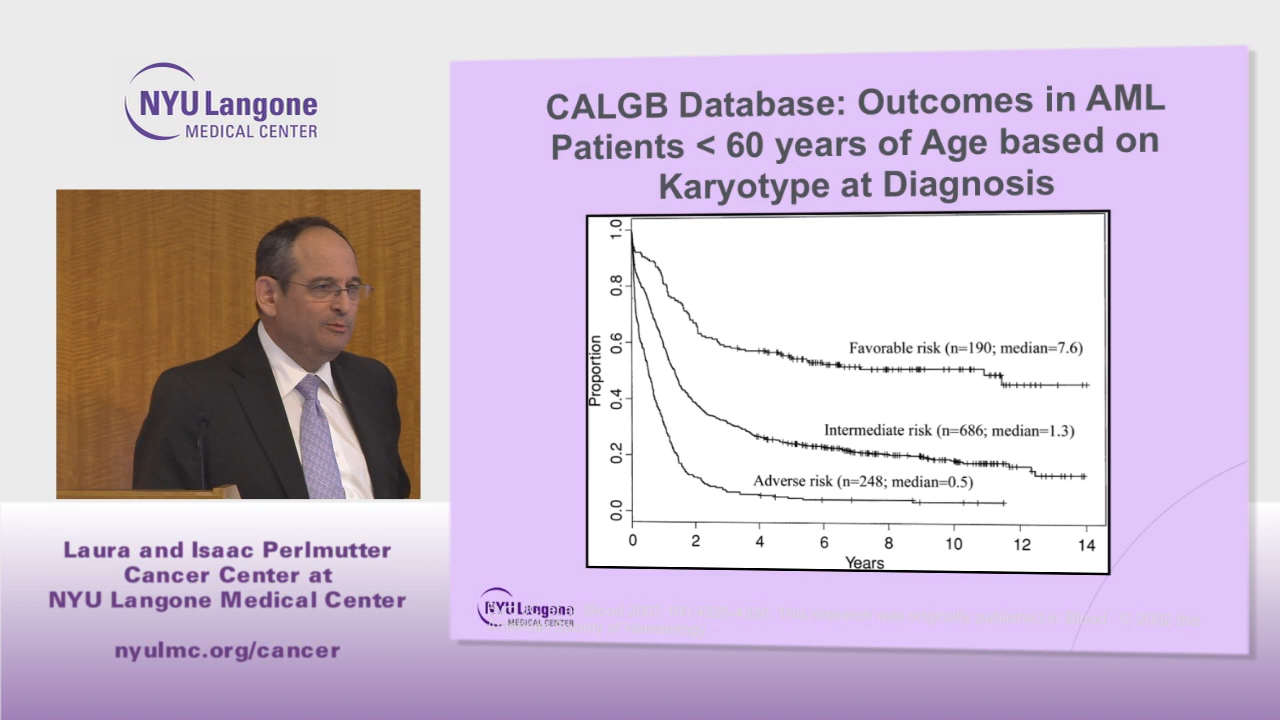 NYU Langone
MEDICAL CENTER
Laura and Isaac Perlmutter
Cancer Center at
NYU Langone Medical Center
nyulmc.org/cancer
CALGB Database: Outcomes in AML
Patients < 60 years of Age based on
Karyotype at Diagnosis
1.0
0.8
0.6
0.4
0.2
0.0
Proportion
Favorable risk (n=190; median=7.6)
Intermediate risk (n=686; median=1.3)
Adverse risk (n=248; median=0.5)
0 2 4 6 8 10 12 14
Years
NYU Langone
MEDICAL CENTER